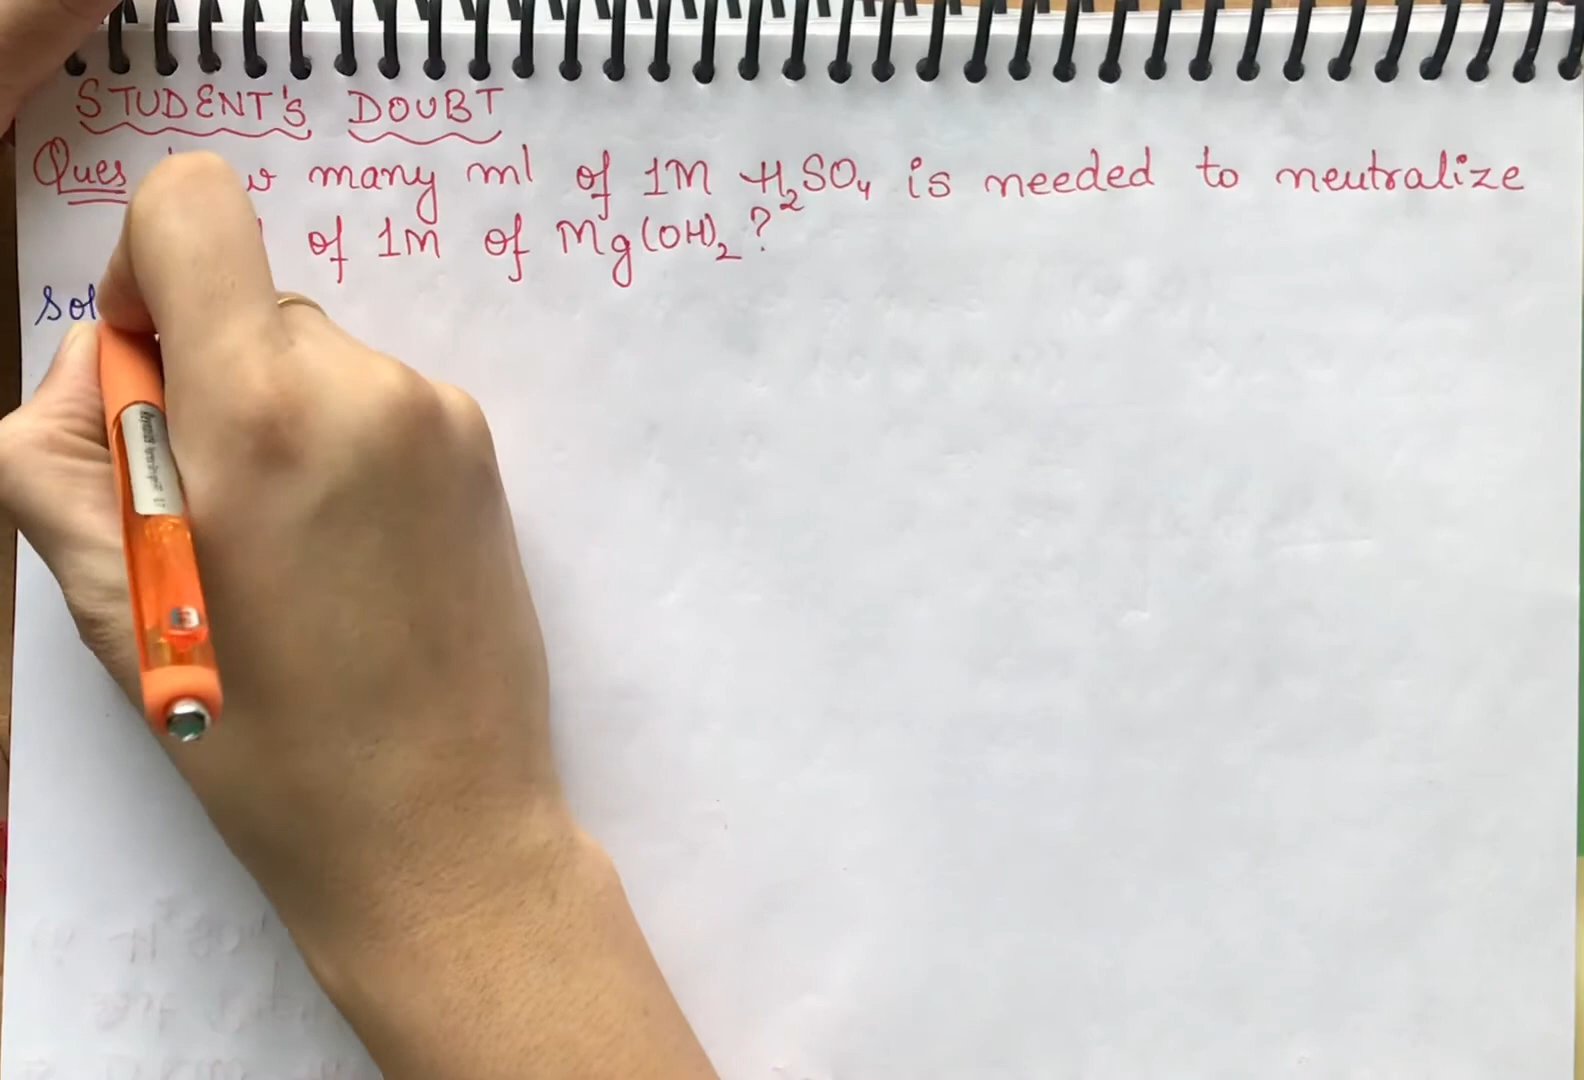 STUDENT'S DOUBT
Ques many ml of 1M H₂SO₄ is needed to neutralize
of 1M of Mg(OH)₂?
Sol